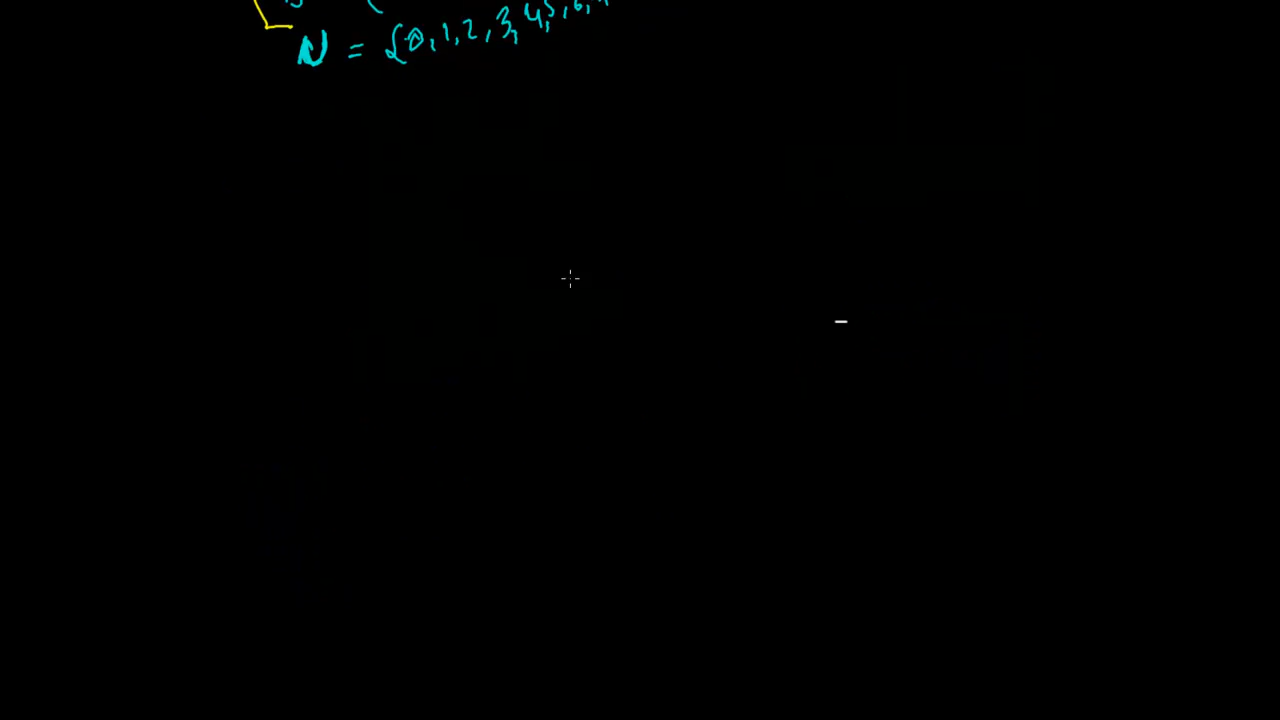 N = {0, 1, 2, 3, 4, 5, 6,